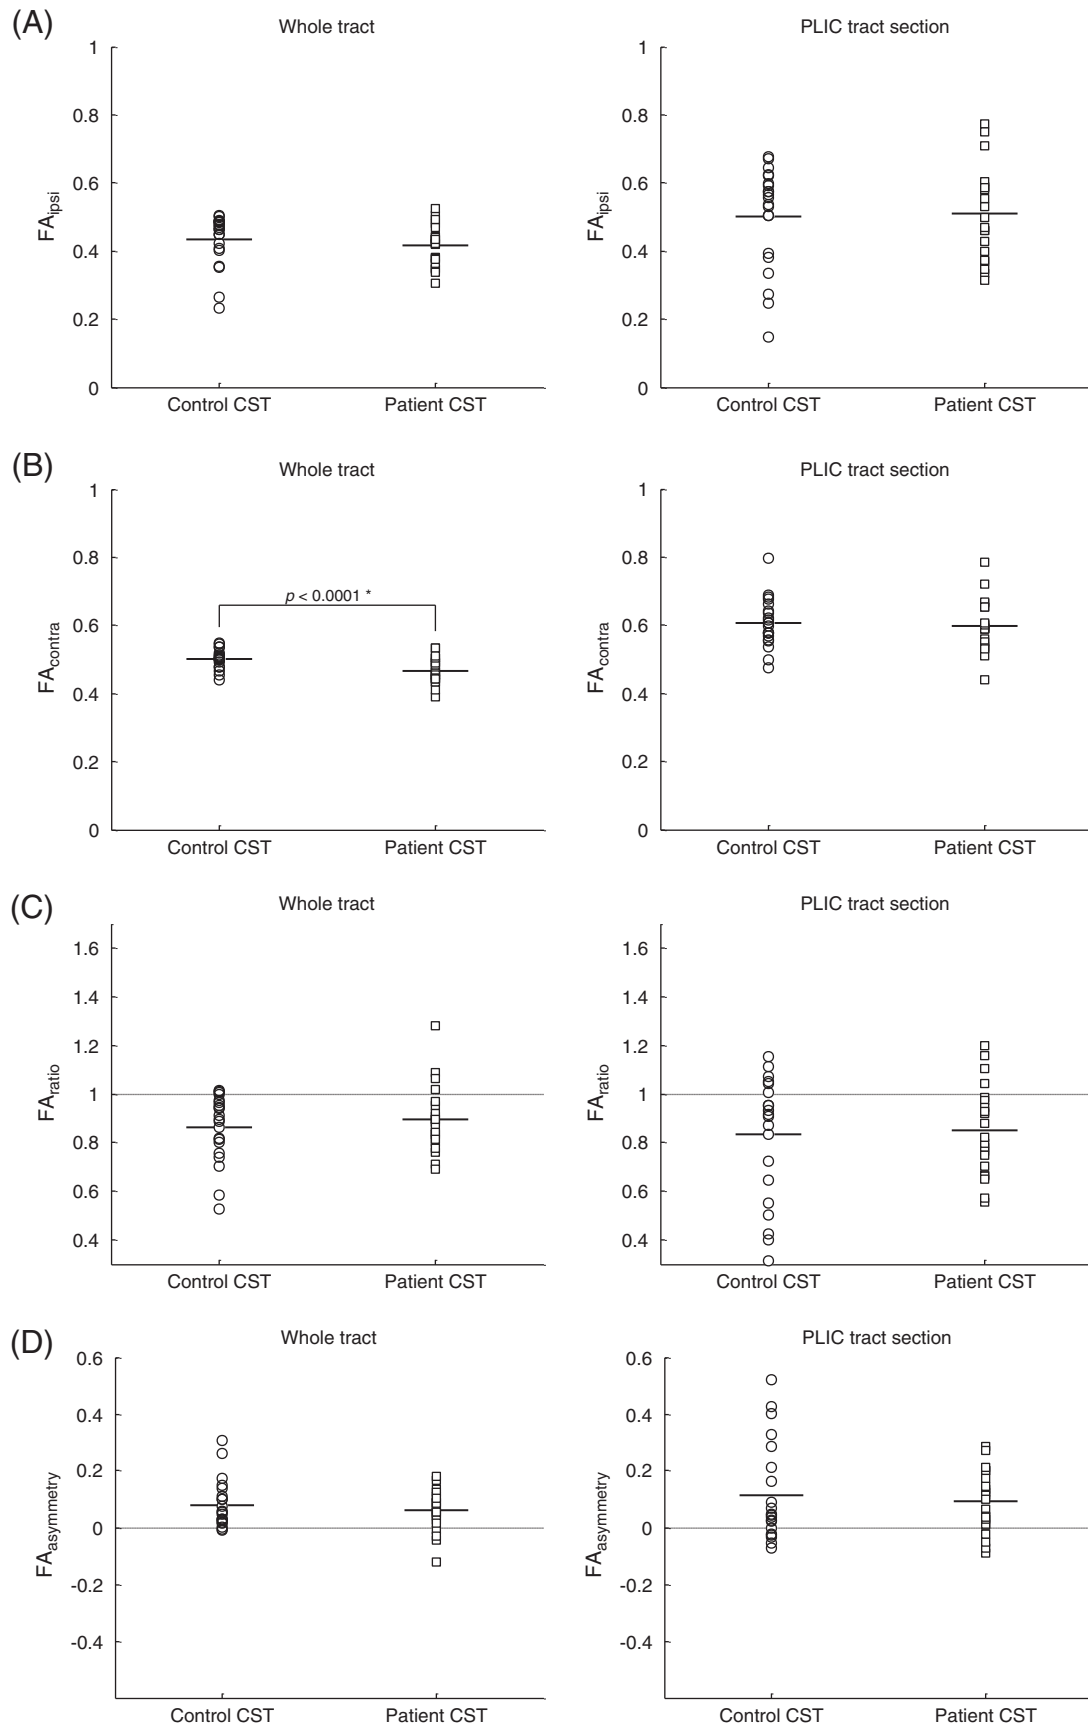 (A)
Whole tract
PLIC tract section
1
0.8
0.6
0.4
0.2
0
FAipsi
Control CST
Patient CST
1
0.8
0.6
0.4
0.2
0
FAipsi
Control CST
Patient CST
(B)
Whole tract
PLIC tract section
1
0.8
0.6
0.4
0.2
0
FAcontra
p < 0.0001 *
Control CST
Patient CST
1
0.8
0.6
0.4
0.2
0
FAcontra
Control CST
Patient CST
(C)
Whole tract
PLIC tract section
1.6
1.4
1.2
1
0.8
0.6
0.4
FAratio
Control CST
Patient CST
1.6
1.4
1.2
1
0.8
0.6
0.4
FAratio
Control CST
Patient CST
(D)
Whole tract
PLIC tract section
0.6
0.4
0.2
0
-0.2
-0.4
FAasymmetry
Control CST
Patient CST
0.6
0.4
0.2
0
-0.2
-0.4
FAasymmetry
Control CST
Patient CST